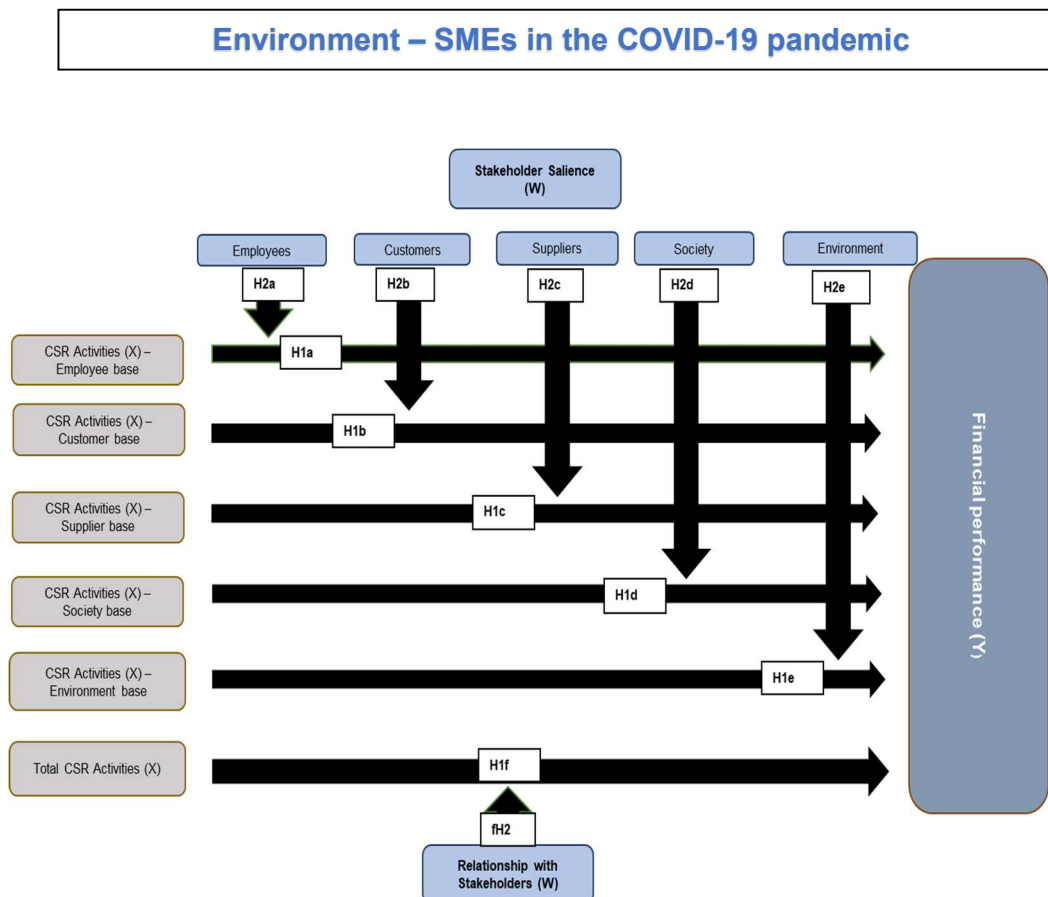 Environment – SMEs in the COVID-19 pandemic
Stakeholder Salience
(W)
Employees
Customers
Suppliers
Society
Environment
H2a
H2b
H2c
H2d
H2e
CSR Activities (X) –
Employee base
H1a
CSR Activities (X) –
Customer base
H1b
CSR Activities (X) –
Supplier base
H1c
CSR Activities (X) –
Society base
H1d
CSR Activities (X) –
Environment base
H1e
Total CSR Activities (X)
H1f
fH2
Relationship with
Stakeholders (W)
Financial performance (Y)